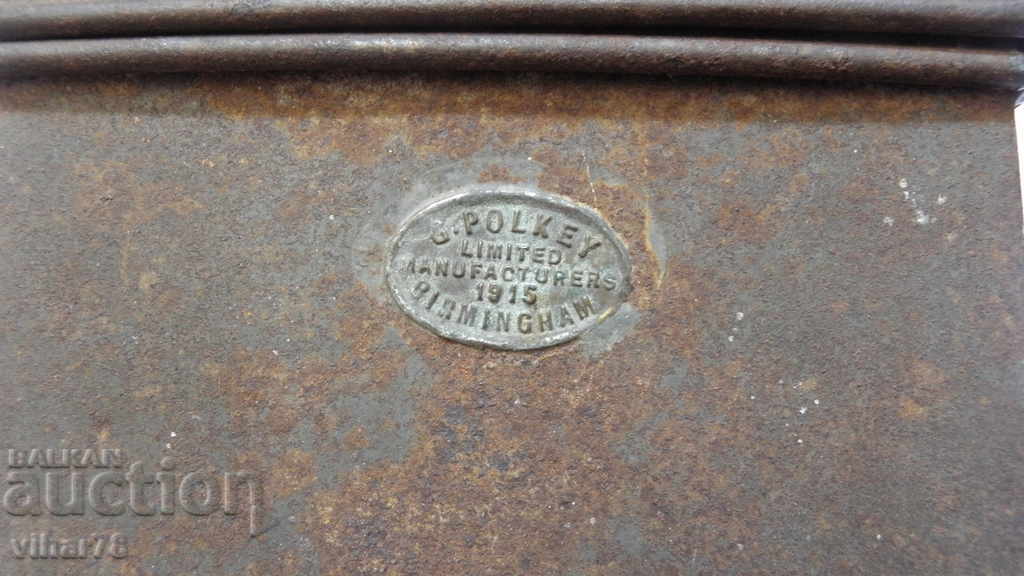 G. POLKEY
LIMITED
MANUFACTURERS
1915
BIRMINGHAM
BALKAN
auction
vihar78